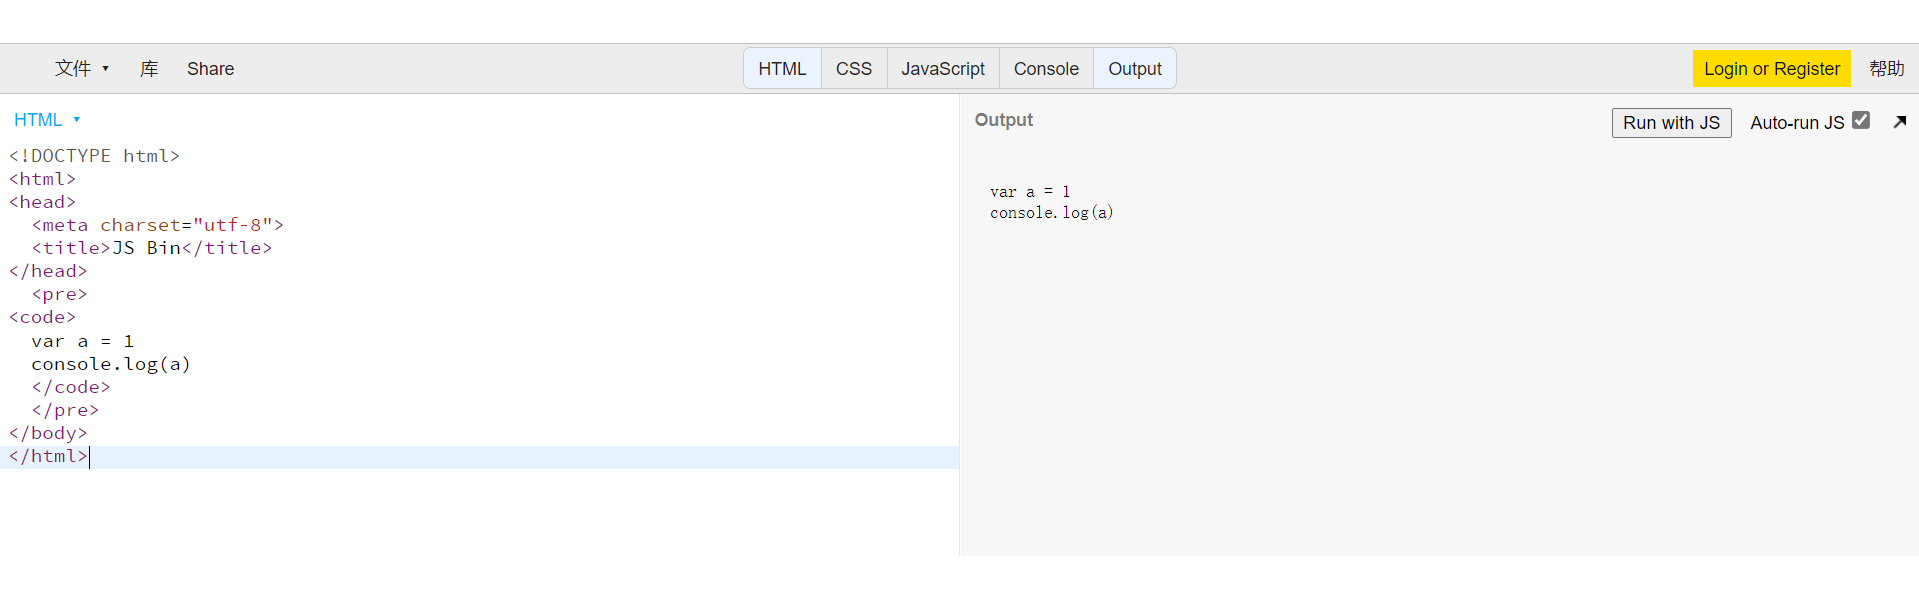 文件 库 Share HTML CSS JavaScript Console Output Login or Register 帮助
HTML
<!DOCTYPE html>
<html>
<head>
  <meta charset="utf-8">
  <title>JS Bin</title>
</head>
  <pre>
<code>
  var a = 1
  console.log(a)
  </code>
  </pre>
</body>
</html>
Output Run with JS Auto-run JS
var a = 1
console.log(a)